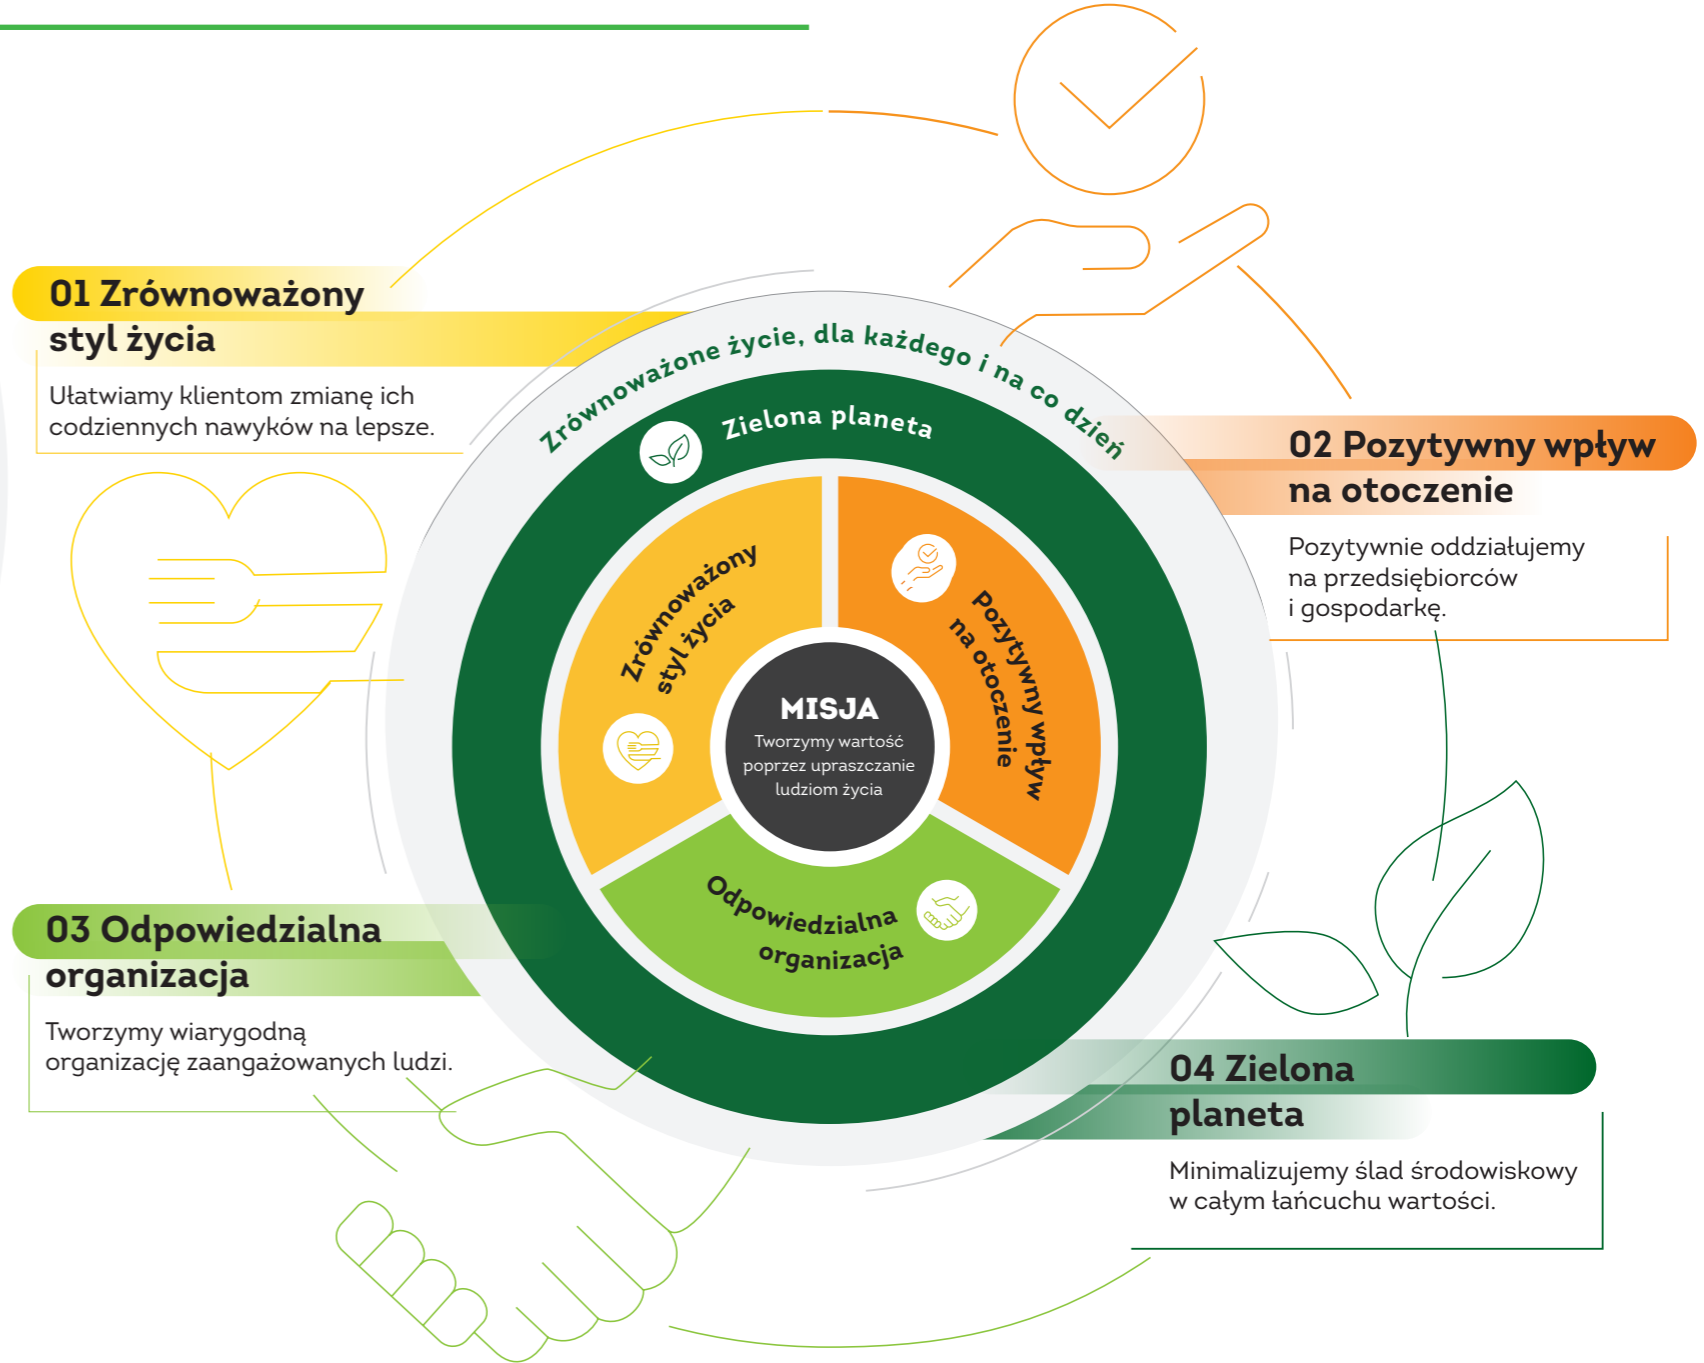 01 Zrównoważony
styl życia
Ułatwiamy klientom zmianę ich
codziennych nawyków na lepsze.
02 Pozytywny wpływ
na otoczenie
Pozytywnie oddziałujemy
na przedsiębiorców
i gospodarkę.
Zrównoważone życie, dla każdego i na co dzień
Zielona planeta
Zrównoważony
styl życia
Pozytywny wpływ
na otoczenie
MISJA
Tworzymy wartość
poprzez upraszczanie
ludziom życia
Odpowiedzialna
organizacja
03 Odpowiedzialna
organizacja
Tworzymy wiarygodną
organizację zaangażowanych ludzi.
04 Zielona
planeta
Minimalizujemy ślad środowiskowy
w całym łańcuchu wartości.